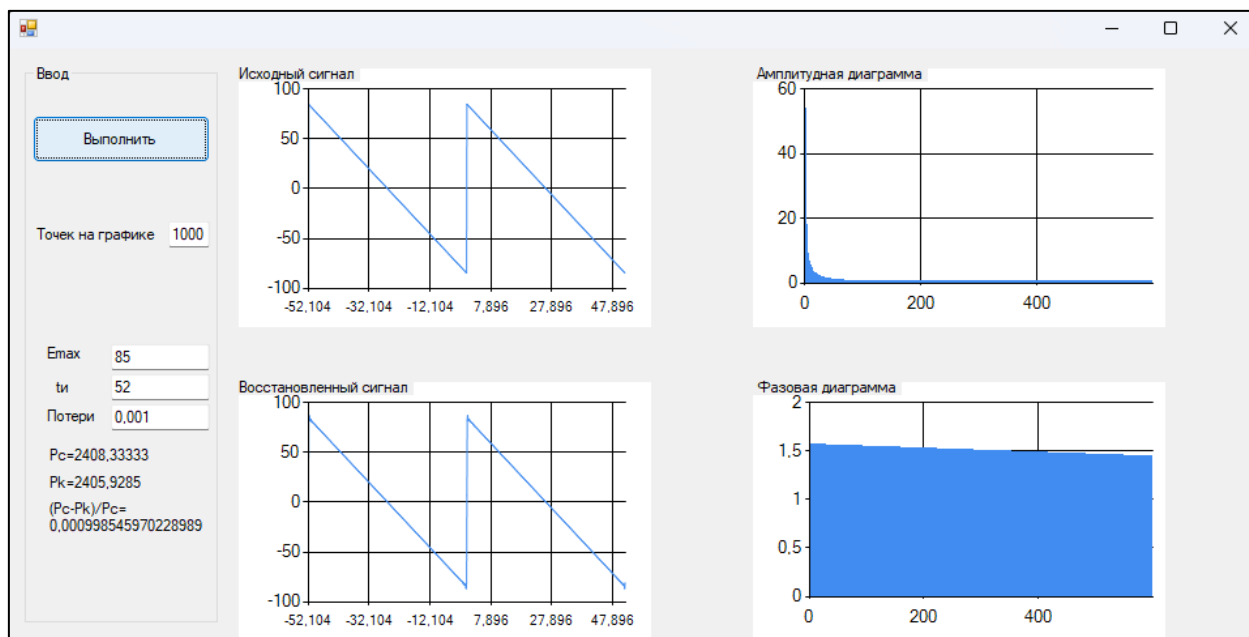 Ввод
Выполнить
Точек на графике 1000
Emax 85
tи 52
Потери 0,001
Pc=2408,33333
Pk=2405,9285
(Pc-Pk)/Pc=
0,000998545970228989
Исходный сигнал
100
50
0
-50
-100
-52,104 -32,104 -12,104 7,896 27,896 47,896
Амплитудная диаграмма
60
40
20
0
0 200 400
Восстановленный сигнал
100
50
0
-50
-100
-52,104 -32,104 -12,104 7,896 27,896 47,896
Фазовая диаграмма
2
1,5
1
0,5
0
0 200 400